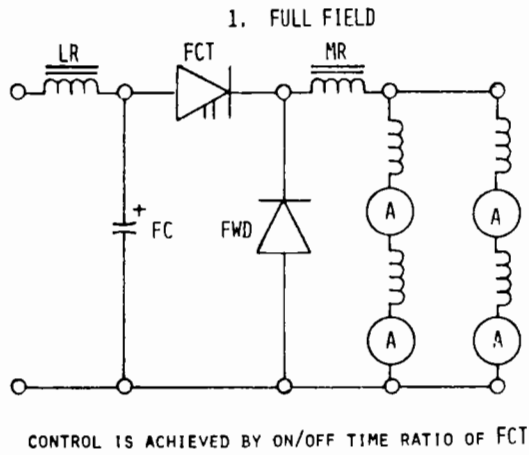 1. FULL FIELD
LR
FCT
MR
+
FC
FWD
A
A
A
A
CONTROL IS ACHIEVED BY ON/OFF TIME RATIO OF FCT